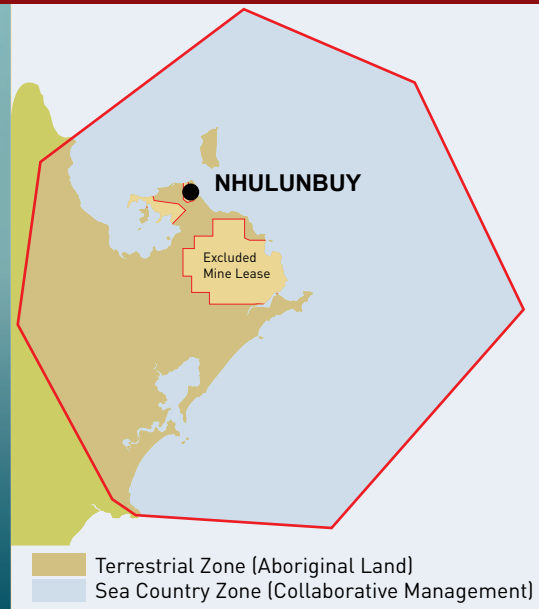 NHULUNBUY
Excluded
Mine Lease
Terrestrial Zone (Aboriginal Land)
Sea Country Zone (Collaborative Management)